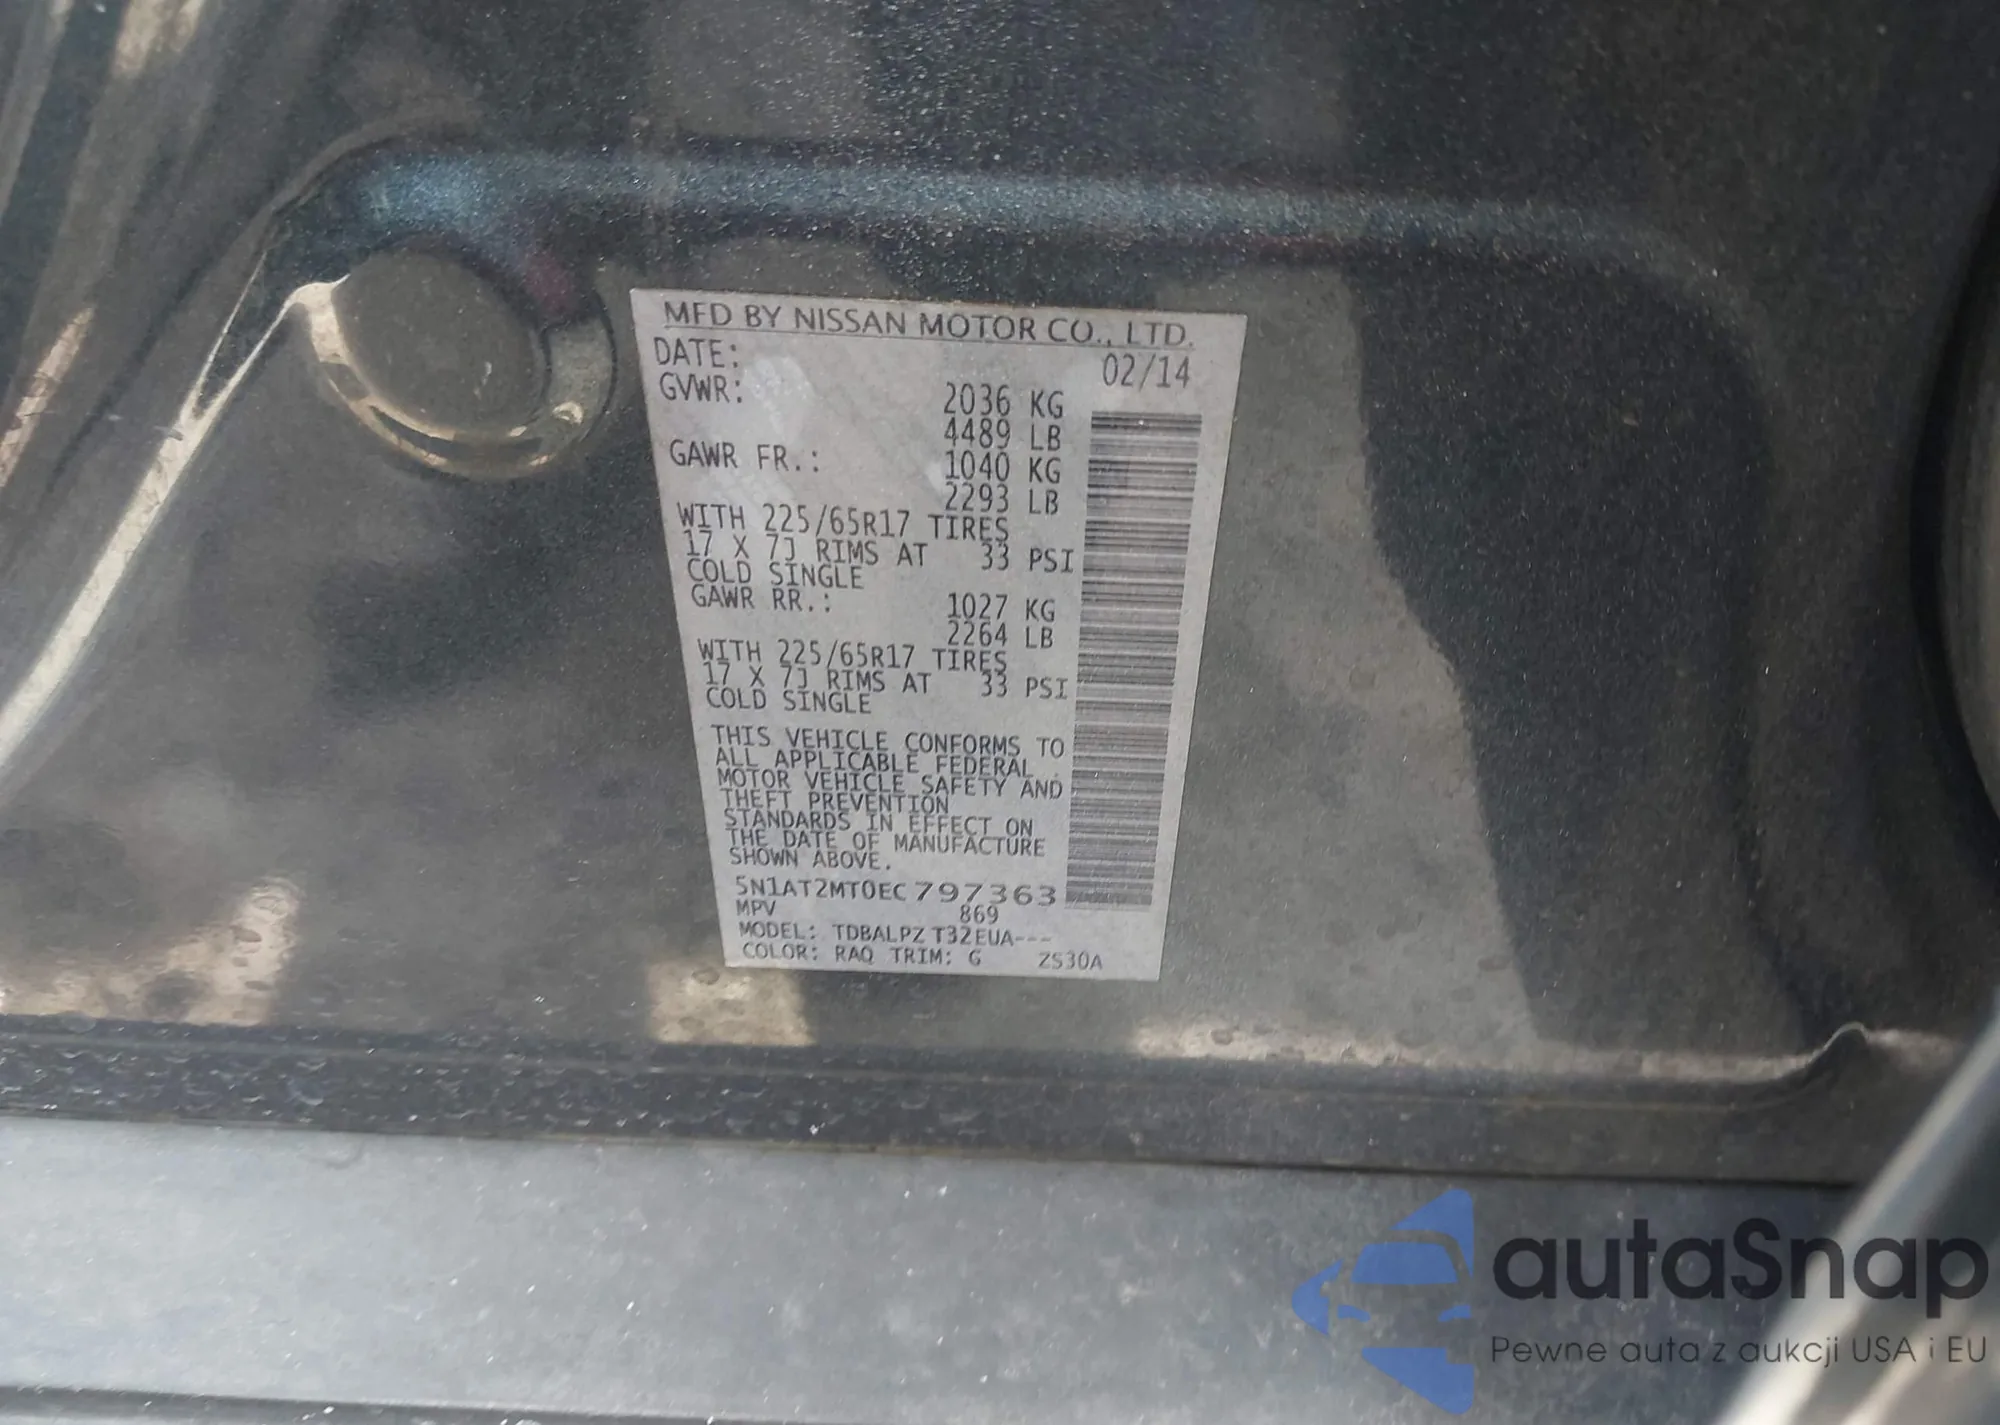 MFD BY NISSAN MOTOR CO., LTD.
DATE: 02/14
GVWR: 2036 KG
4489 LB
GAWR FR.: 1040 KG
2293 LB
WITH 225/65R17 TIRES
17 X 7J RIMS AT 33 PSI
COLD SINGLE
GAWR RR.: 1027 KG
2264 LB
WITH 225/65R17 TIRES
17 X 7J RIMS AT 33 PSI
COLD SINGLE
THIS VEHICLE CONFORMS TO
ALL APPLICABLE FEDERAL
MOTOR VEHICLE SAFETY AND
THEFT PREVENTION
STANDARDS IN EFFECT ON
THE DATE OF MANUFACTURE
SHOWN ABOVE.
5N1AT2MT0EC797363
MPV 869
MODEL: TDBALPZ T32EUA---
COLOR: RAQ TRIM: G ZS30A
autaSnap
Pewne auta z aukcji USA i EU